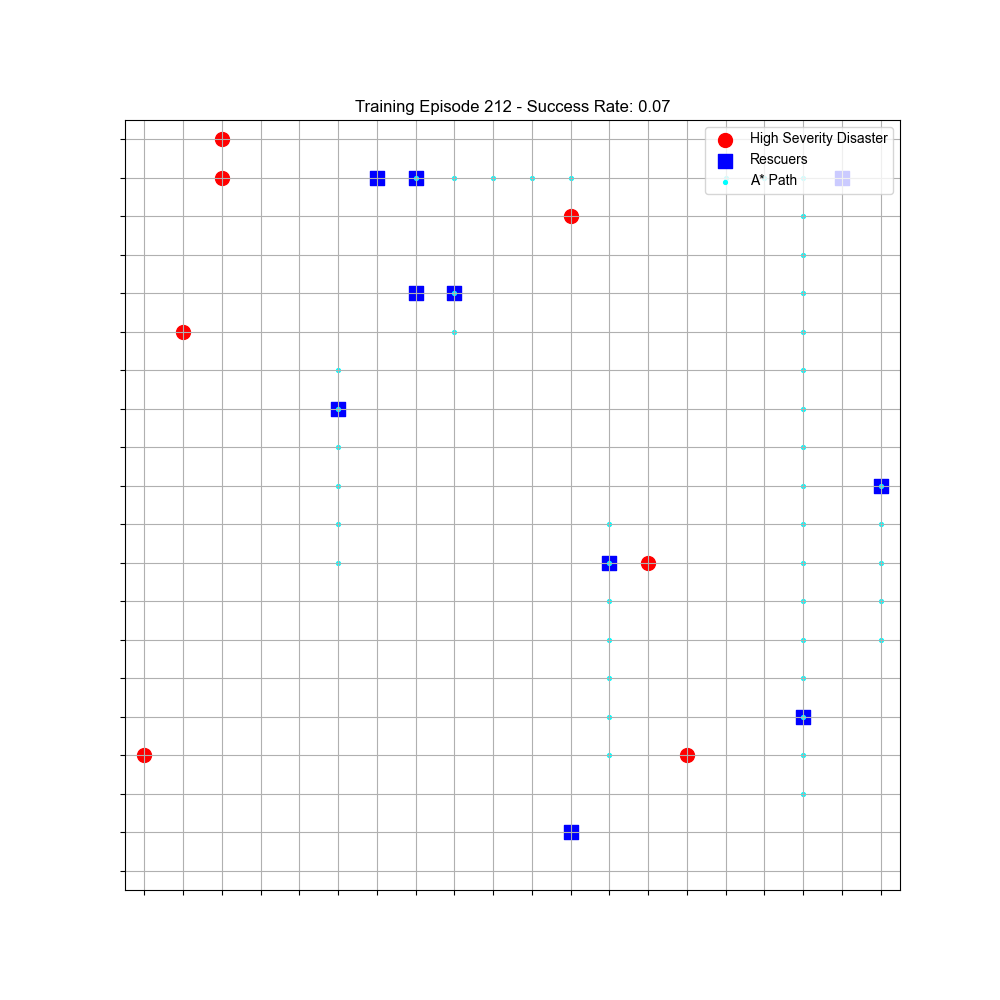 Training Episode 212 - Success Rate: 0.07
High Severity Disaster
Rescuers
A* Path